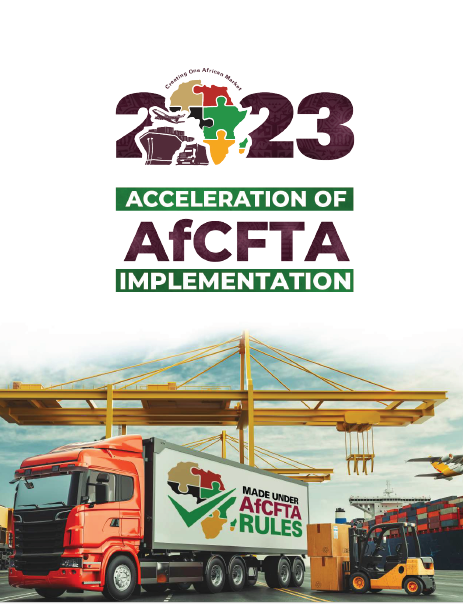 Creating One African Market
2023
ACCELERATION OF
AfCFTA
IMPLEMENTATION
MADE UNDER
AfCFTA
RULES